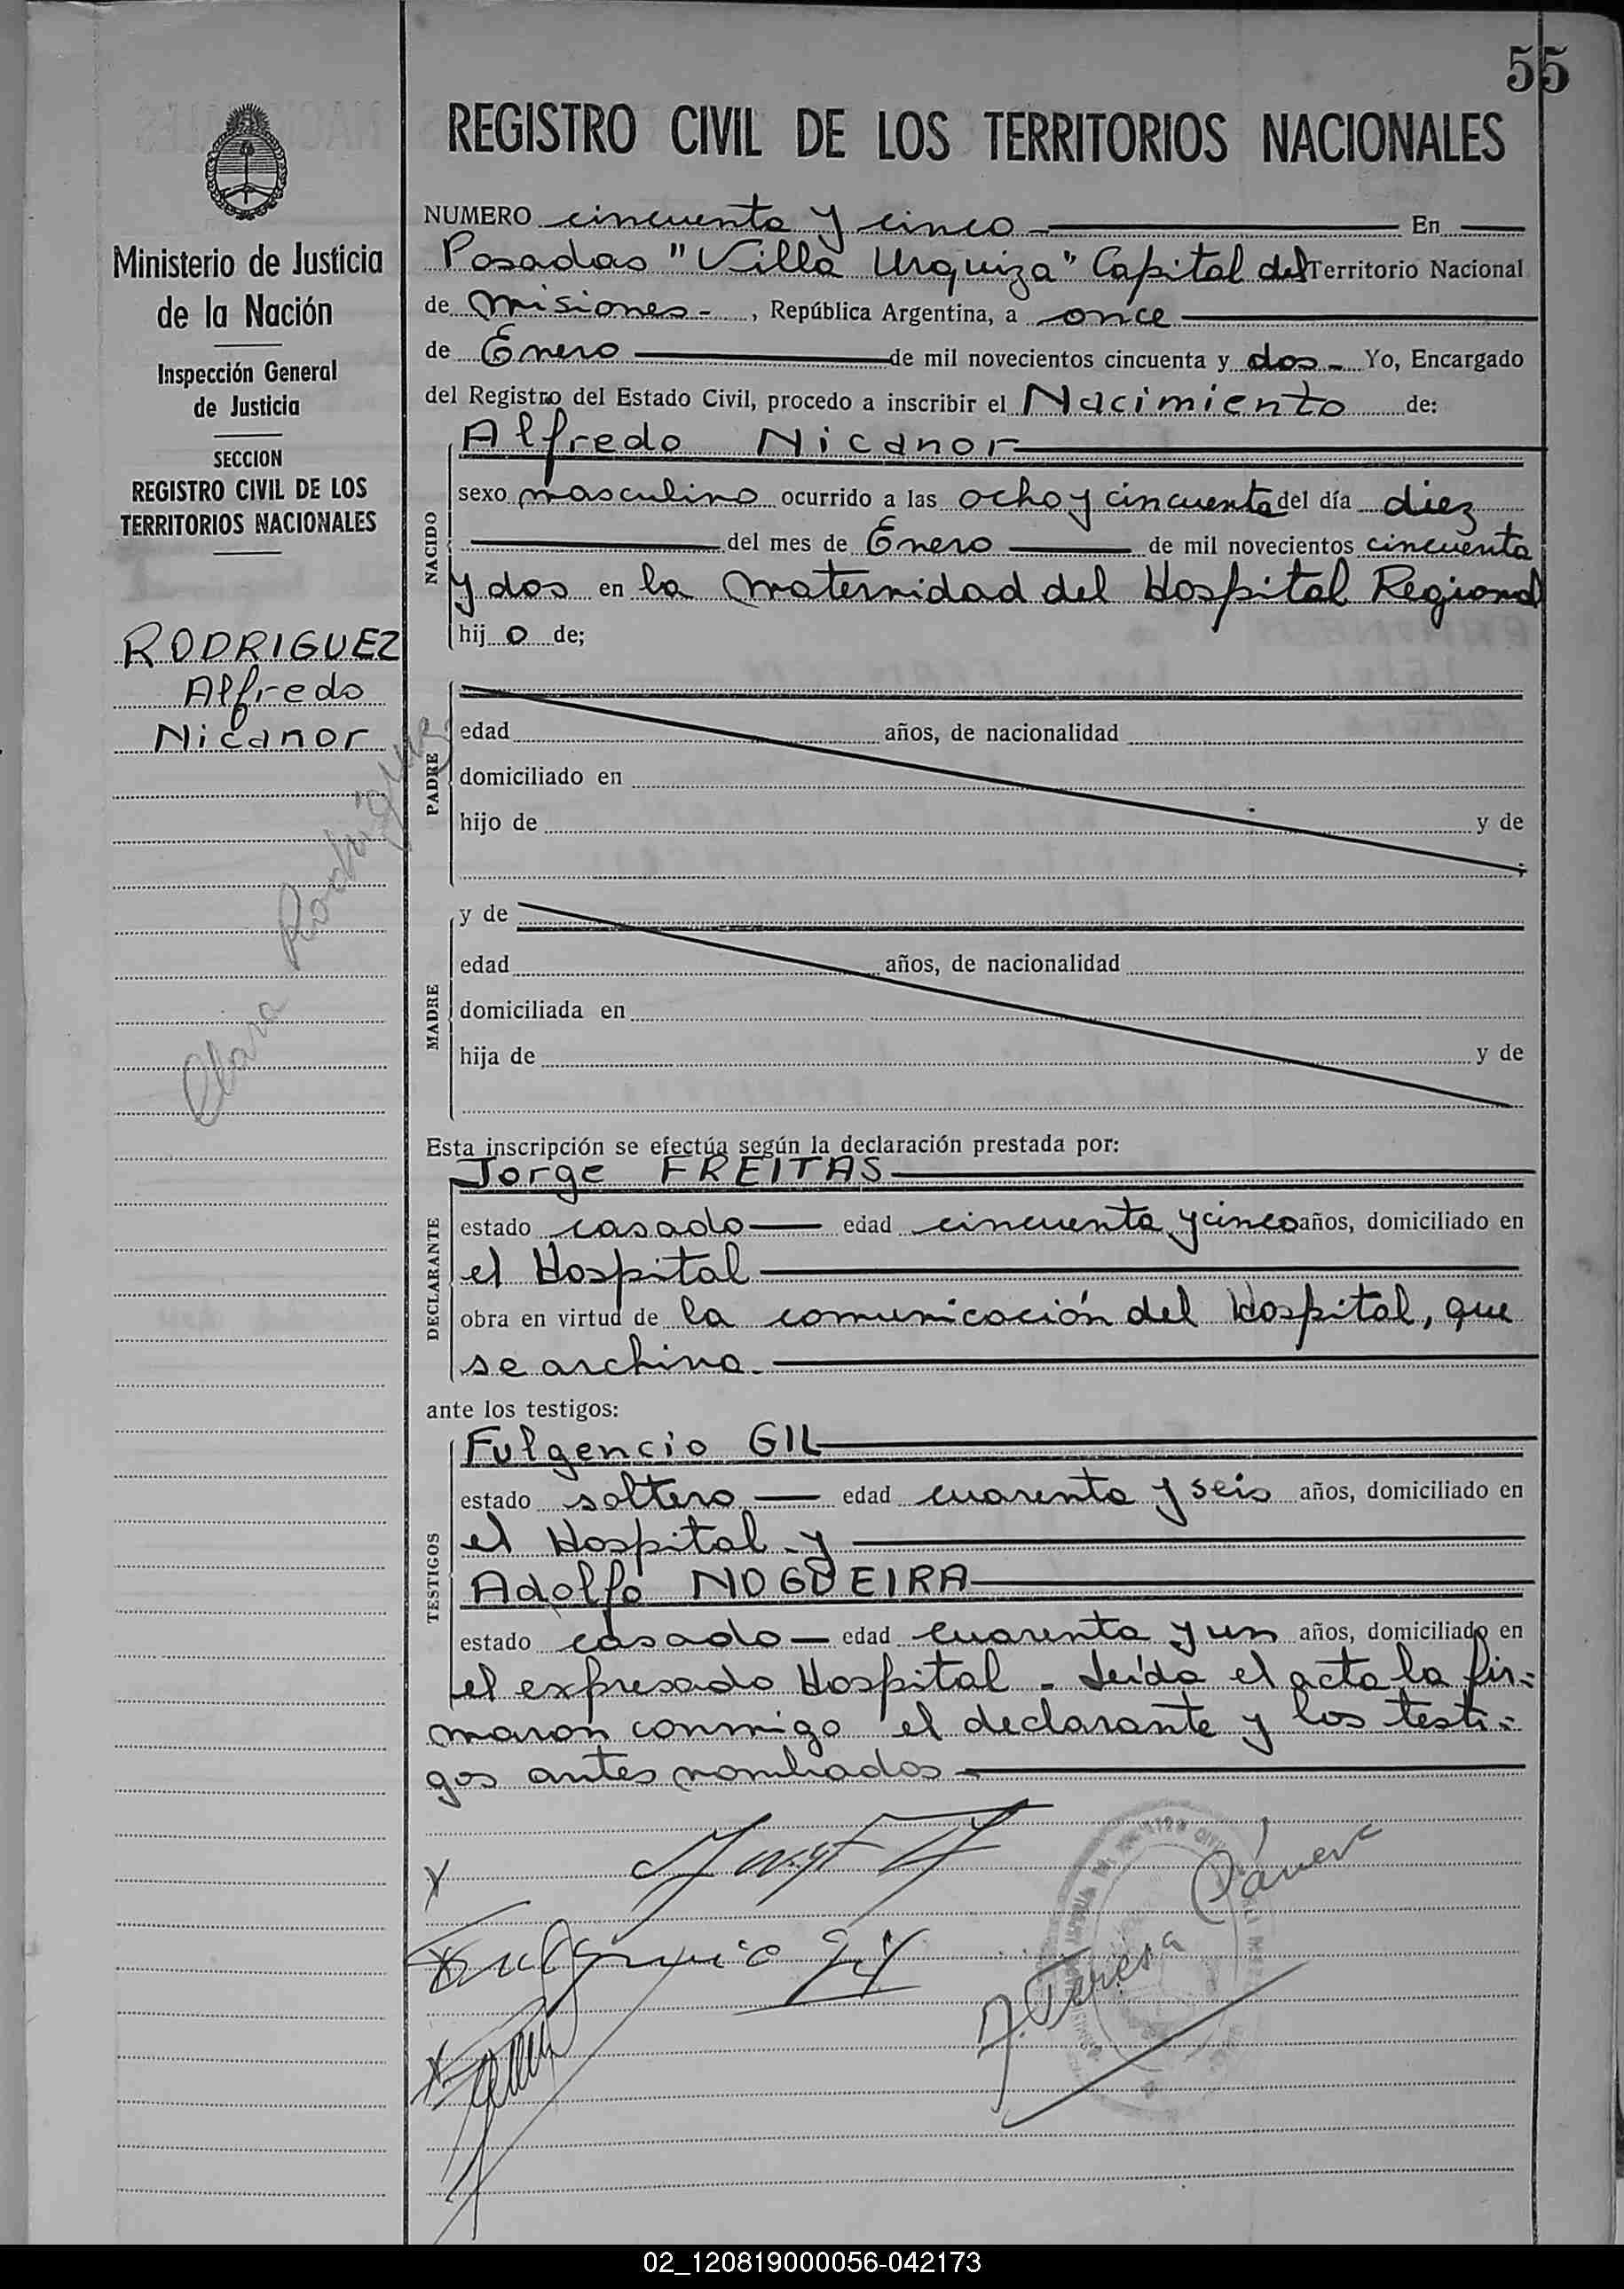 55
REGISTRO CIVIL DE LOS TERRITORIOS NACIONALES
Ministerio de Justicia
de la Nación
Inspección General
de Justicia
SECCION
REGISTRO CIVIL DE LOS
TERRITORIOS NACIONALES
RODRIGUEZ
Alfredo
Nicanor
Clara Rodriguez
NUMERO cincuenta y cinco En
Posadas "Villa Urquiza" Capital del Territorio Nacional
de Misiones-, República Argentina, a once
de Enero de mil novecientos cincuenta y dos - Yo, Encargado
del Registro del Estado Civil, procedo a inscribir el Nacimiento de:
Alfredo Nicanor
NACIDO
sexo masculino ocurrido a las ocho y cincuenta del día diez
del mes de Enero de mil novecientos cincuenta
y dos en la Maternidad del Hospital Regional
hij o de;
PADRE
edad años, de nacionalidad
domiciliado en
hijo de y de
MADRE
y de
edad años, de nacionalidad
domiciliada en
hija de y de
Esta inscripción se efectúa según la declaración prestada por:
DECLARANTE
Jorge FREITAS
estado casado edad cincuenta y cinco años, domiciliado en
el Hospital
obra en virtud de la comunicación del Hospital, que
se archiva.
ante los testigos:
TESTIGOS
Fulgencio GIL
estado soltero edad cuarenta y seis años, domiciliado en
el Hospital y
Adolfo NOGUEIRA
estado casado edad cuarenta y un años, domiciliado en
el expresado Hospital - Leída el acta la fir-
maron conmigo el declarante y los testi-
gos antes nombrados
Fulgencio Gil
J. Teresa
02_120819000056-042173